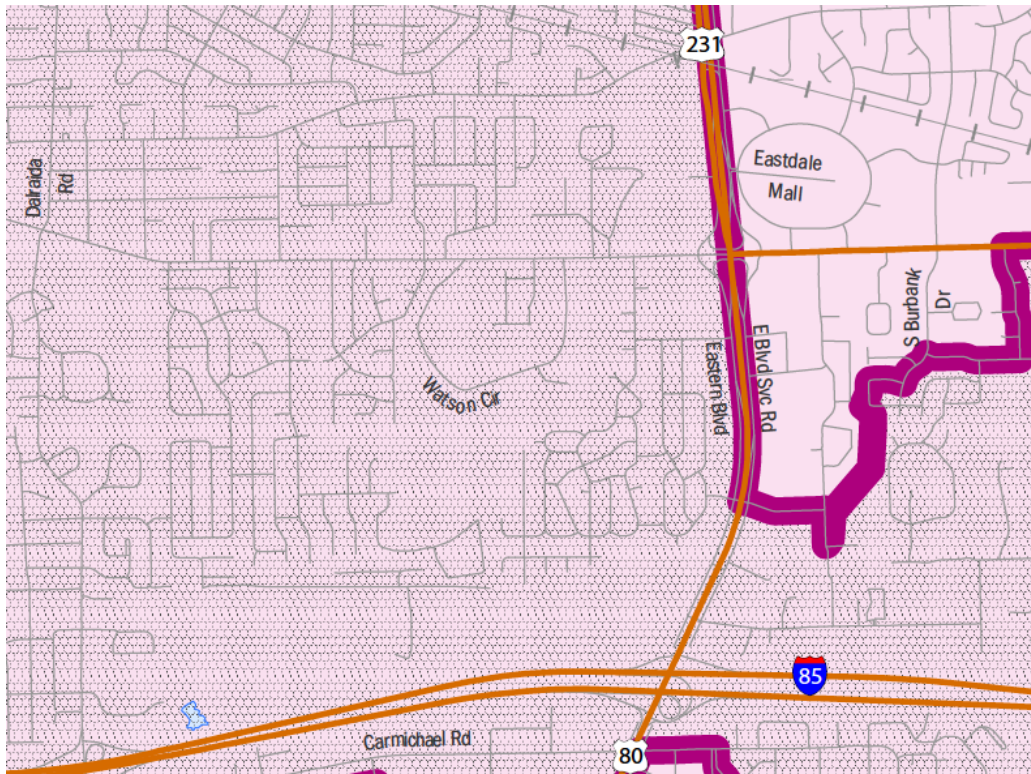 231
Eastdale
Mall
Dalraida
Rd
S Burbank
Dr
E Blvd Svc Rd
Eastern Blvd
Watson Cir
85
Carmichael Rd
80